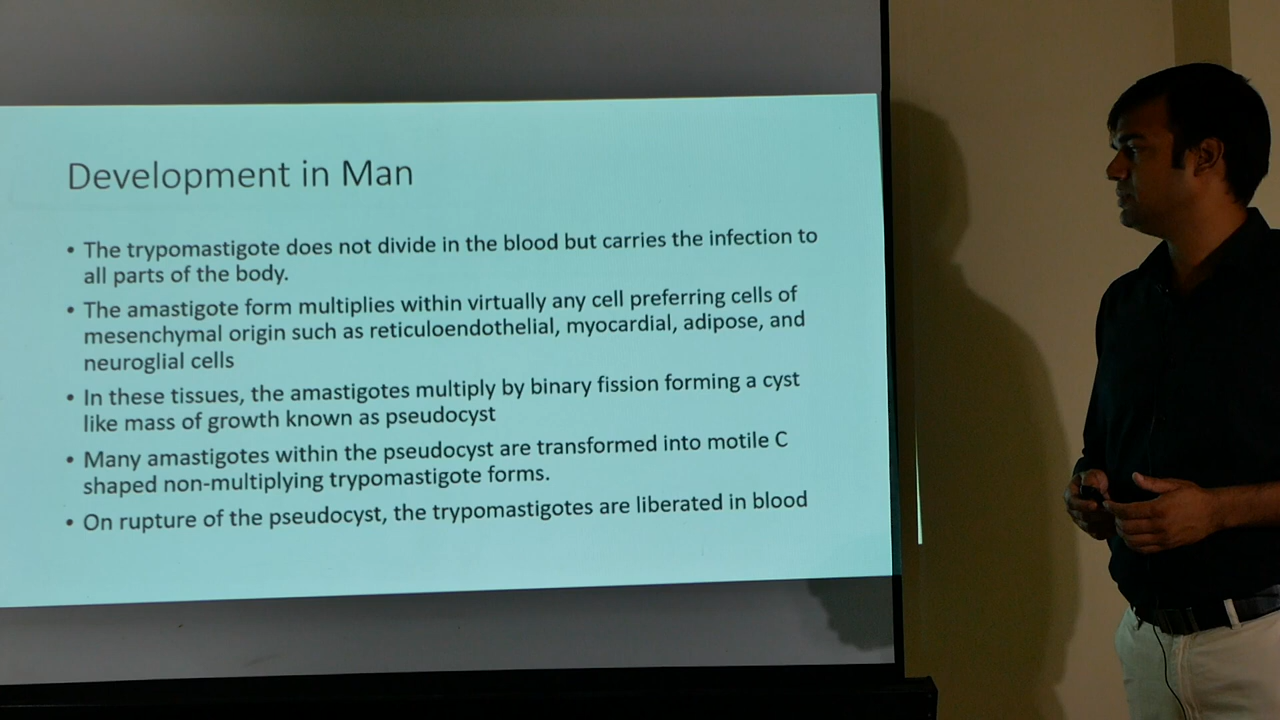 Development in Man
• The trypomastigote does not divide in the blood but carries the infection to
all parts of the body.
• The amastigote form multiplies within virtually any cell preferring cells of
mesenchymal origin such as reticuloendothelial, myocardial, adipose, and
neuroglial cells
• In these tissues, the amastigotes multiply by binary fission forming a cyst
like mass of growth known as pseudocyst
• Many amastigotes within the pseudocyst are transformed into motile C
shaped non-multiplying trypomastigote forms.
• On rupture of the pseudocyst, the trypomastigotes are liberated in blood